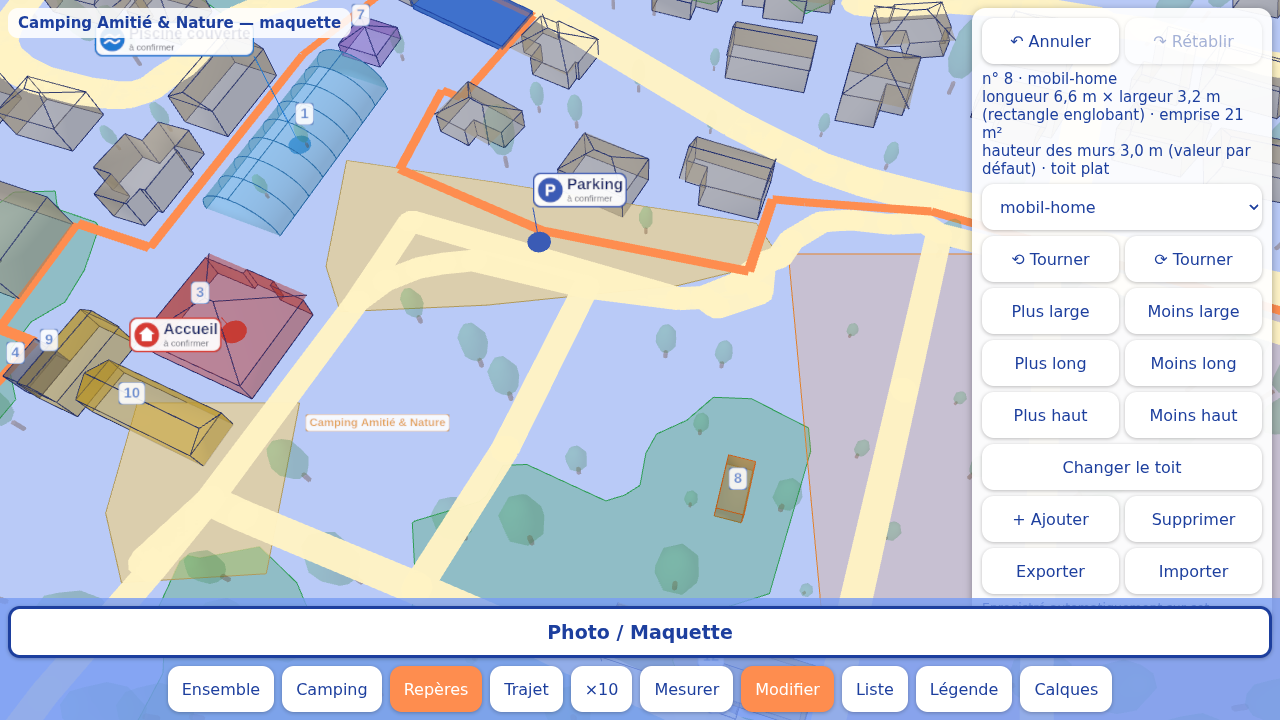 Camping Amitié & Nature — maquette
Piscine couverte
à confirmer
7
1
Parking
à confirmer
3
Accueil
à confirmer
9
4
10
Camping Amitié & Nature
8
↶ Annuler
↷ Rétablir
n° 8 · mobil-home
longueur 6,6 m × largeur 3,2 m
(rectangle englobant) · emprise 21
m²
hauteur des murs 3,0 m (valeur par
défaut) · toit plat
mobil-home
⟲ Tourner
⟳ Tourner
Plus large
Moins large
Plus long
Moins long
Plus haut
Moins haut
Changer le toit
+ Ajouter
Supprimer
Exporter
Importer
Photo / Maquette
Ensemble
Camping
Repères
Trajet
×10
Mesurer
Modifier
Liste
Légende
Calques